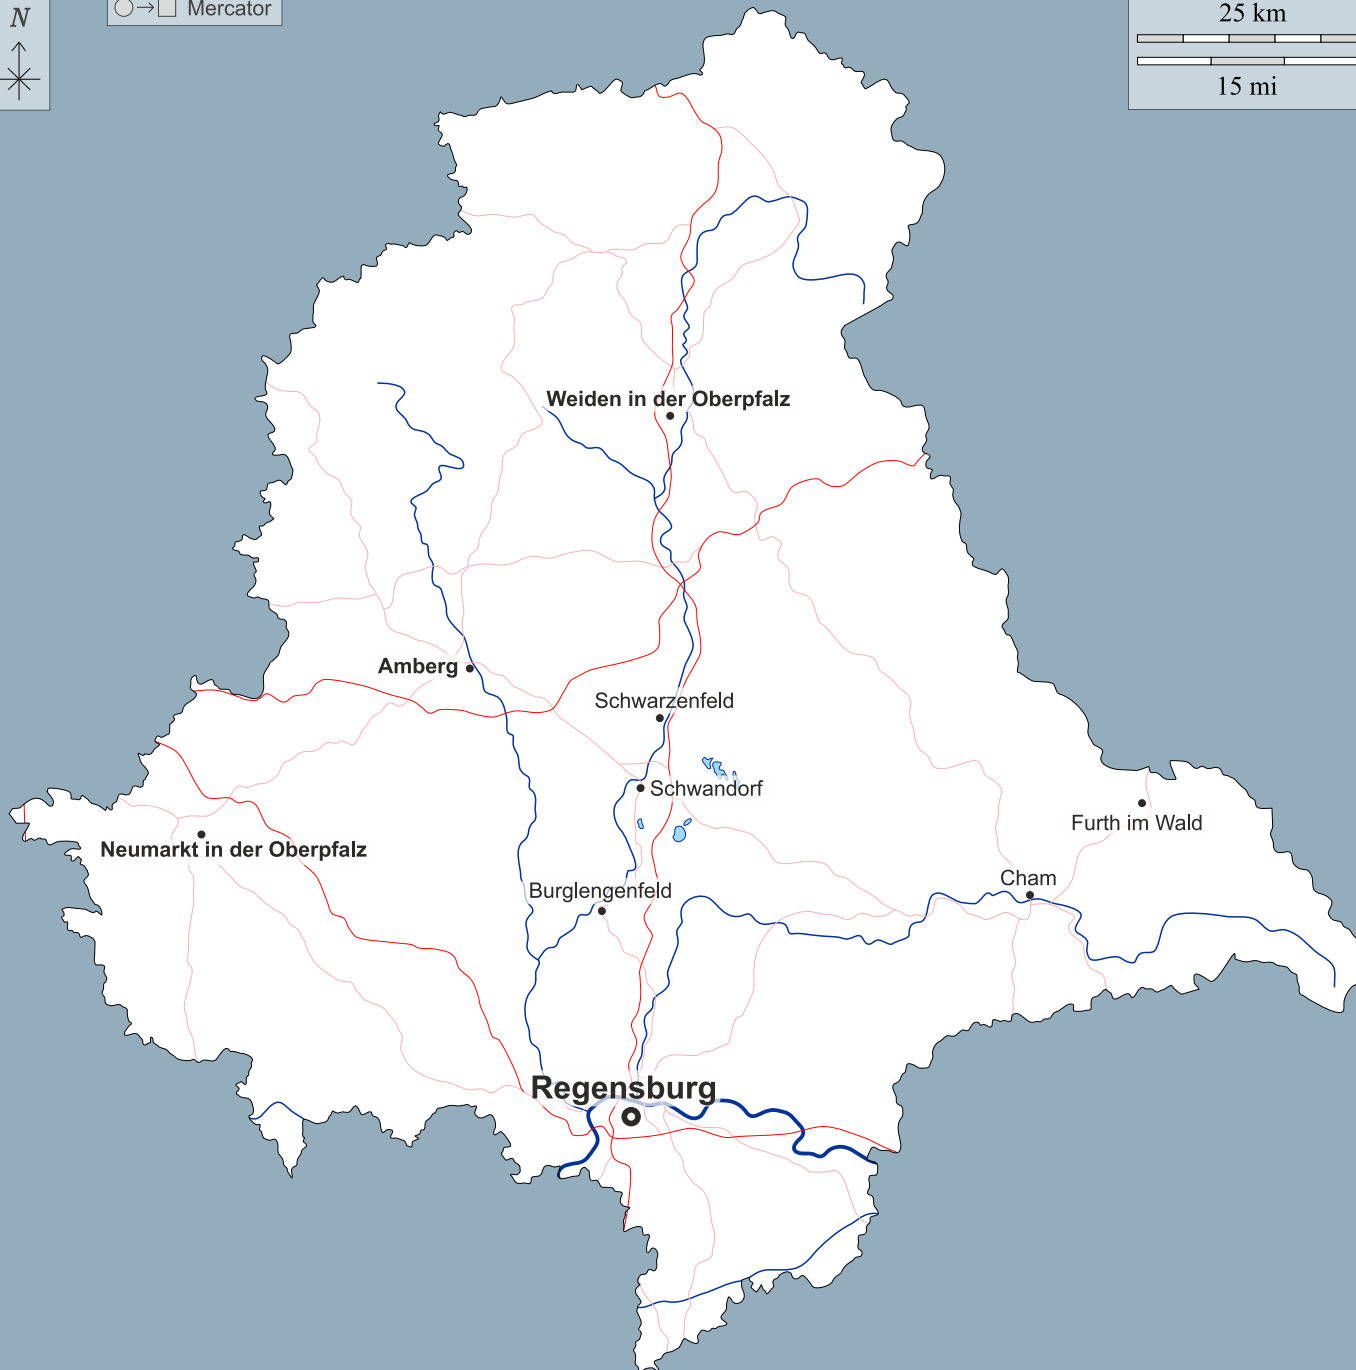 N
Mercator
25 km
15 mi
Weiden in der Oberpfalz
Amberg
Schwarzenfeld
Schwandorf
Furth im Wald
Neumarkt in der Oberpfalz
Cham
Burglengenfeld
Regensburg